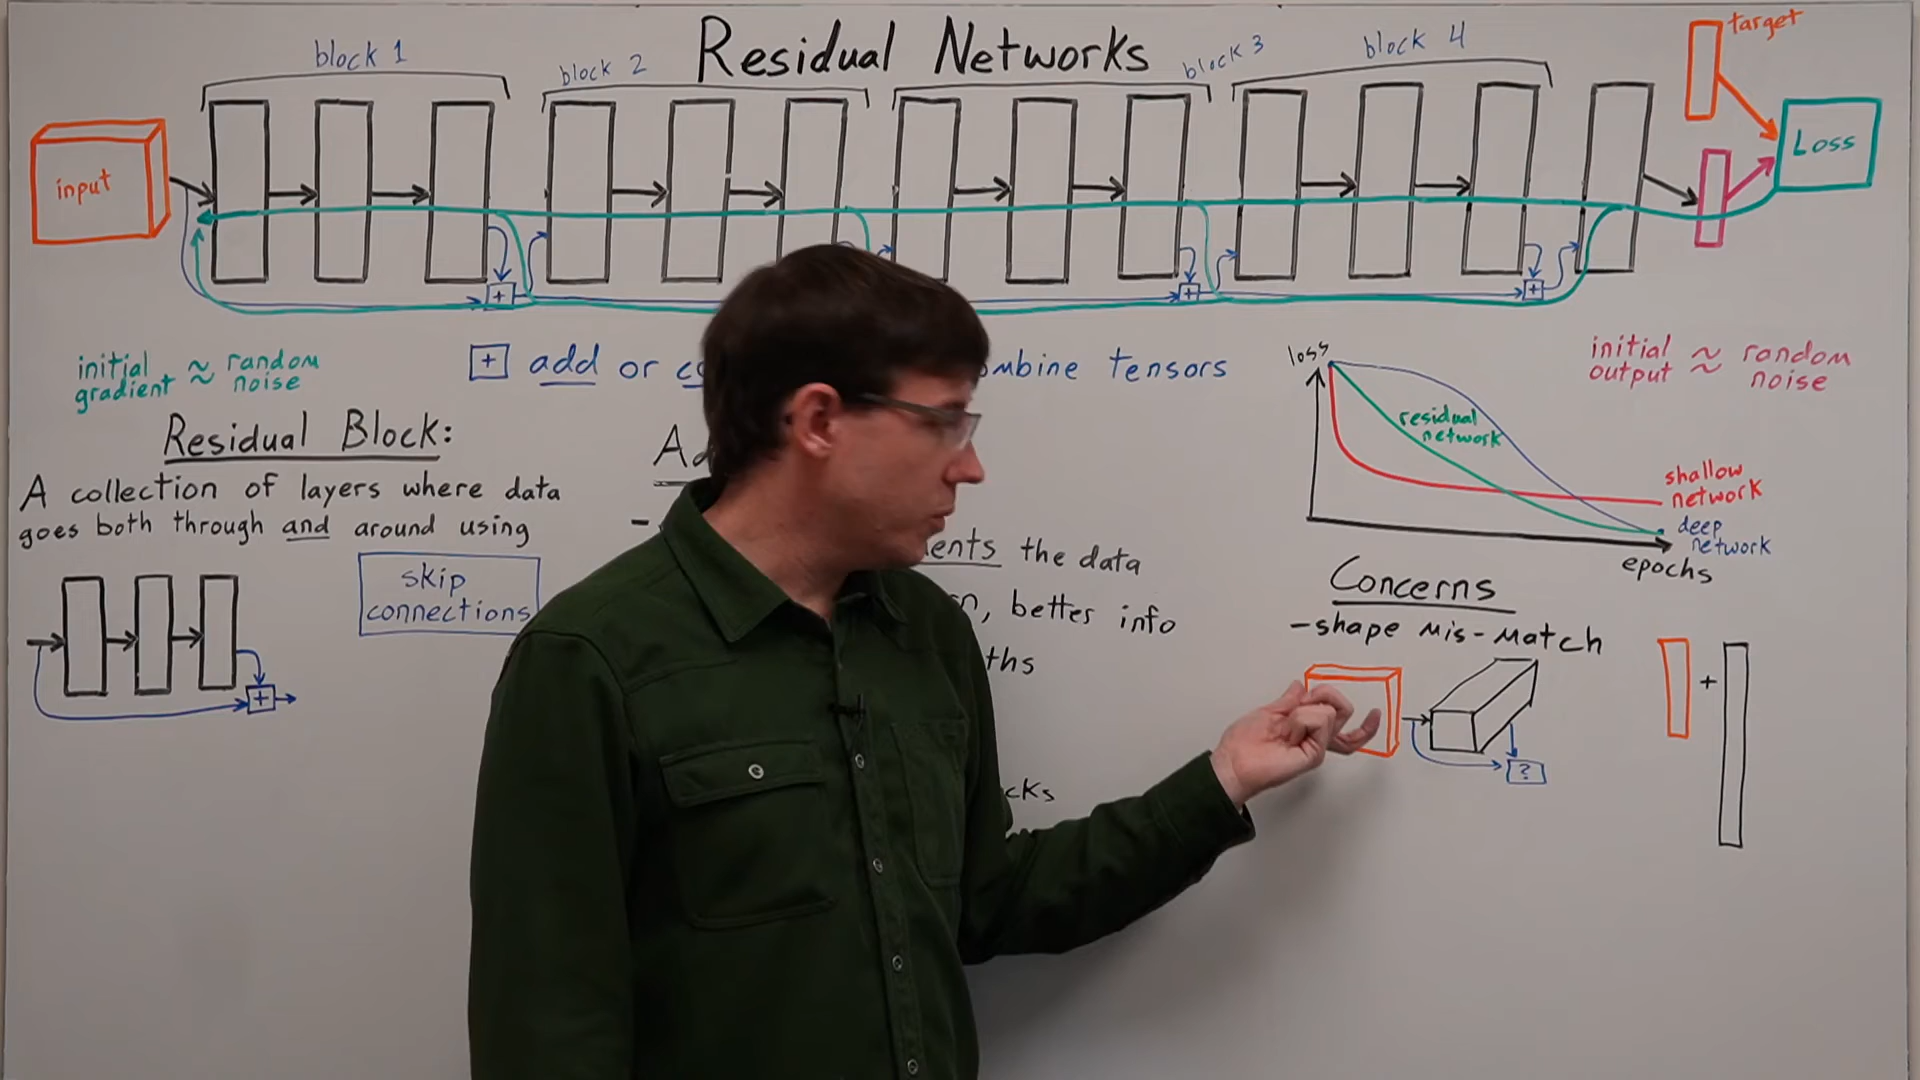 Residual Networks
block 1
block 2
block 3
block 4
target
input
Loss
+
+
+
initial gradient ≈ random noise
+ add or
tensors
loss
residual network
shallow network
deep network
epochs
initial output ≈ random noise
Residual Block:
A collection of layers where data
goes both through and around using
skip
connections
+
the data
better info
Concerns
- shape mis-match
?
+